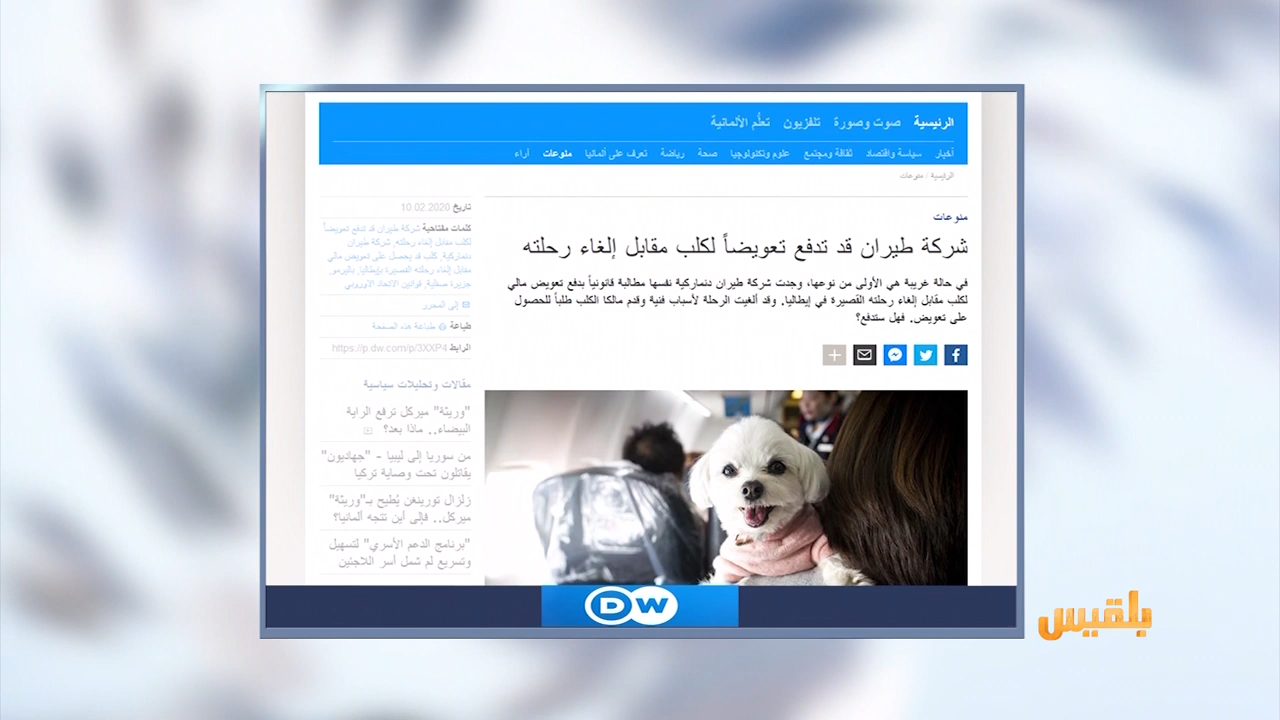 الرئيسية صوت وصورة تلفزيون تعلُّم الألمانية
أخبار سياسة واقتصاد ثقافة ومجتمع علوم وتكنولوجيا صحة رياضة تعرف على ألمانيا منوعات آراء
الرئيسية / منوعات
منوعات
شركة طيران قد تدفع تعويضاً لكلب مقابل إلغاء رحلته
في حالة غريبة هي الأولى من نوعها، وجدت شركة طيران دنماركية نفسها مطالبة قانونياً بدفع تعويض مالي
لكلب مقابل إلغاء رحلته القصيرة في إيطاليا. وقد ألغيت الرحلة لأسباب فنية وقدم مالكا الكلب طلباً للحصول
على تعويض. فهل ستدفع؟
تاريخ 10.02.2020
كلمات مفتاحية شركة طيران قد تدفع تعويضاً
لكلب مقابل إلغاء رحلته, شركة طيران
دنماركية, كلب قد يحصل على تعويض مالي
مقابل إلغاء رحلته القصيرة بإيطاليا, باليرمو
جزيرة صقلية, قوانين الاتحاد الأوروبي
إلى المحرر
طباعة طباعة هذه الصفحة
الرابط https://p.dw.com/p/3XXP4
مقالات وتحليلات سياسية
"وريثة" ميركل ترفع الراية
البيضاء.. ماذا بعد؟
من سوريا إلى ليبيا - "جهاديون"
يقاتلون تحت وصاية تركيا
زلزال تورينغن يُطيح بـ"وريثة"
ميركل.. فإلى أين تتجه ألمانيا؟
"برنامج الدعم الأسري" لتسهيل
وتسريع لم شمل أسر اللاجئين
DW
بلقيس